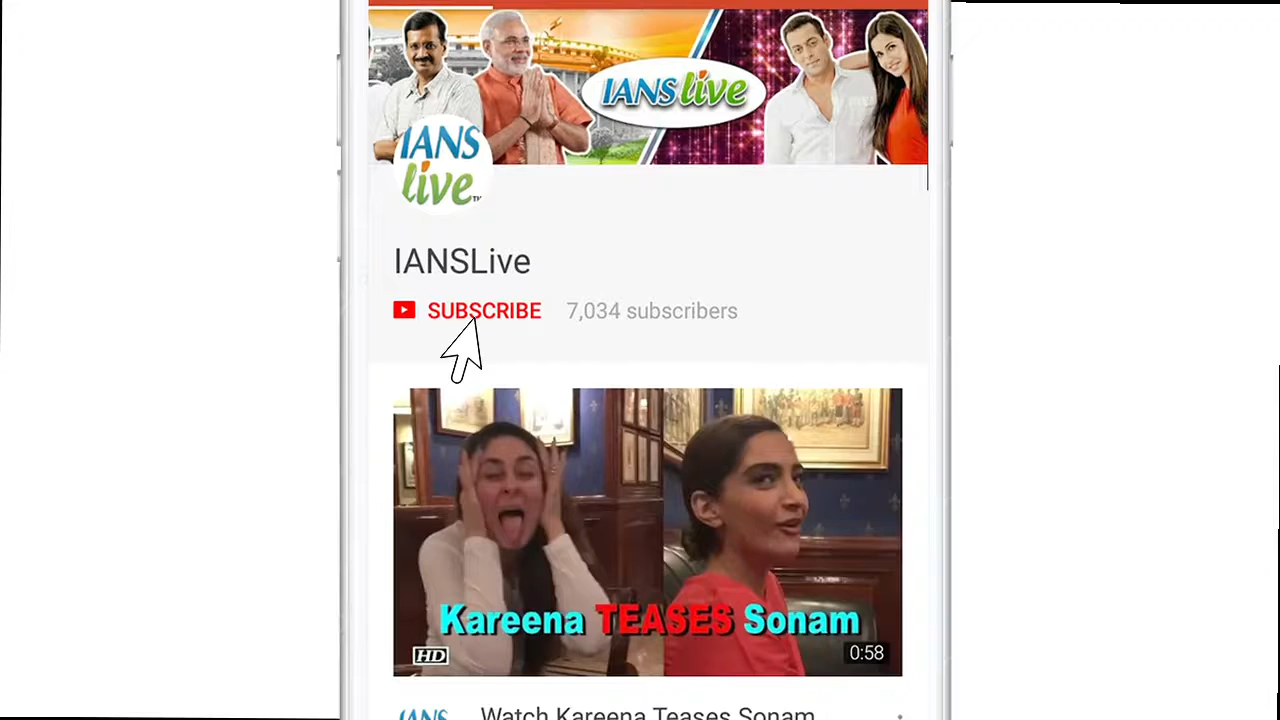 IANS live
IANS
live TM
IANSLive
SUBSCRIBE 7,034 subscribers
Kareena TEASES Sonam
HD
0:58
IANS
Watch Kareena Teases Sonam